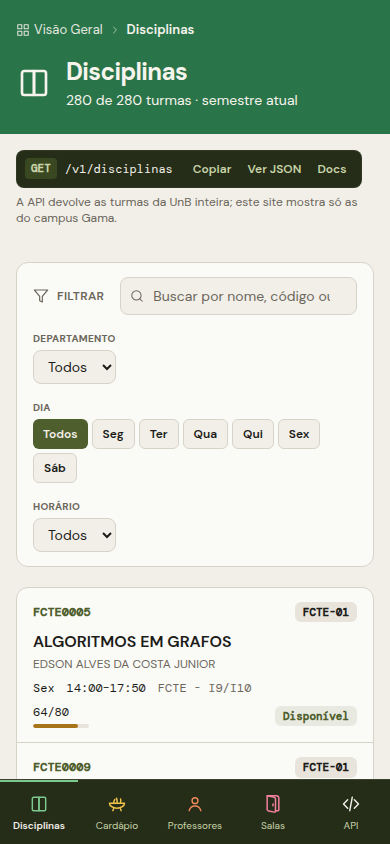 Visão Geral > Disciplinas
Disciplinas
280 de 280 turmas · semestre atual
GET /v1/disciplinas Copiar Ver JSON Docs
A API devolve as turmas da UnB inteira; este site mostra só as
do campus Gama.
FILTRAR Buscar por nome, código ou
DEPARTAMENTO
Todos
DIA
Todos Seg Ter Qua Qui Sex
Sáb
HORÁRIO
Todos
FCTE0005 FCTE-01
ALGORITMOS EM GRAFOS
EDSON ALVES DA COSTA JUNIOR
Sex 14:00-17:50 FCTE - I9/I10
64/80 Disponível
FCTE0009 FCTE-01
Disciplinas Cardápio Professores Salas API